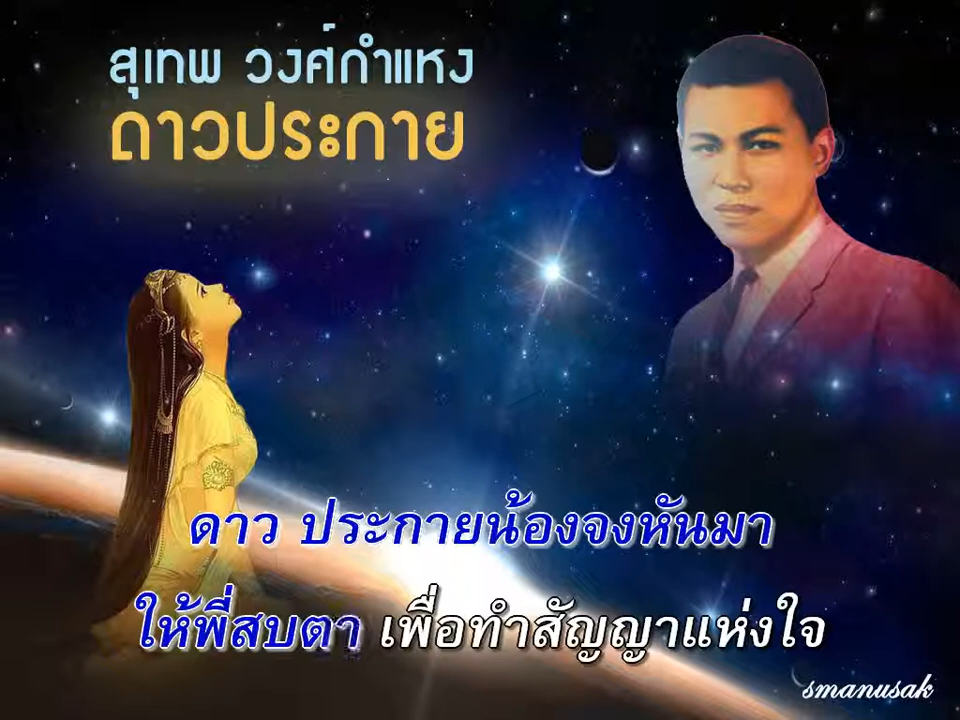 สุเทพ วงศ์กำแหง
ดาวประกาย
ดาว ประกายน้องจงหันมา
ให้พี่สบตา เพื่อทำสัญญาแห่งใจ
smanusak